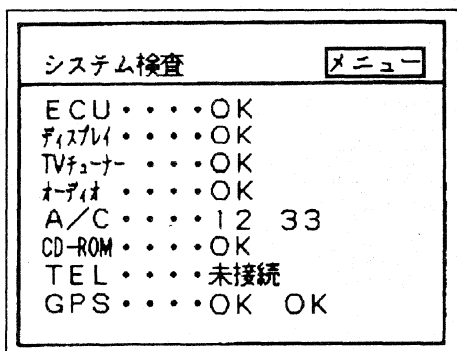 システム検査 メニュー
ECU・・・・OK
ディスプレイ・・・・OK
TVチューナー・・・・OK
オーディオ・・・・OK
A/C・・・・12 33
CD-ROM・・・・OK
TEL・・・・未接続
GPS・・・・OK OK